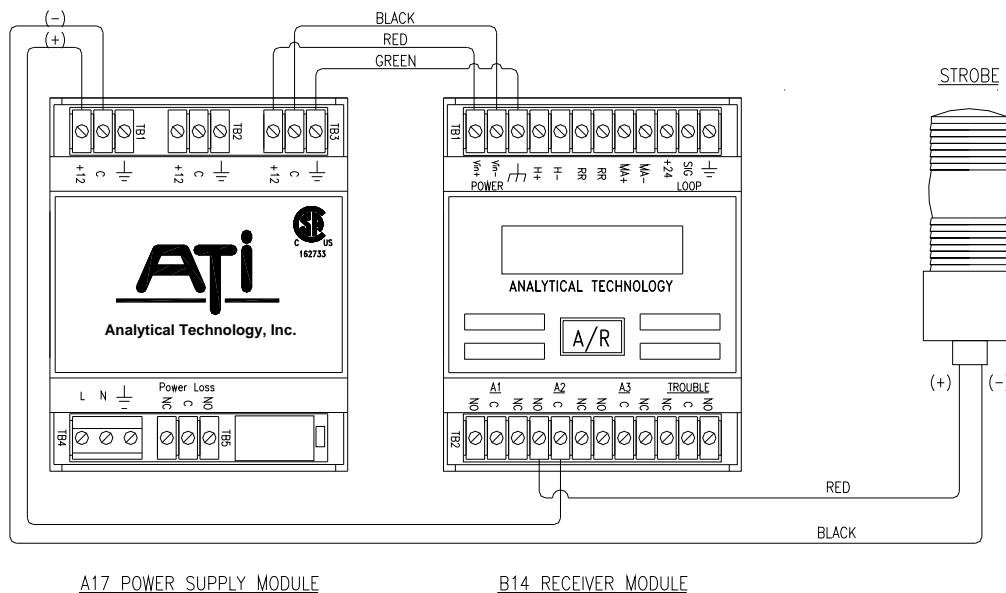 (-)
(+)
BLACK
RED
GREEN
STROBE
TB1
TB2
TB3
+12 C
+12 C
+12 C
TB1
Vin+ Vin- H+ H- RR RR MA+ MA- +24 SIG
POWER LOOP
CSA
C US
162733
ATi
Analytical Technology, Inc.
ANALYTICAL TECHNOLOGY
A/R
(+) (-)
L N
Power Loss
NC C NO
TB4
TB5
A1 A2 A3 TROUBLE
NO C NC NO C NC NO C NC NC C NO
TB2
RED
BLACK
A17 POWER SUPPLY MODULE
B14 RECEIVER MODULE